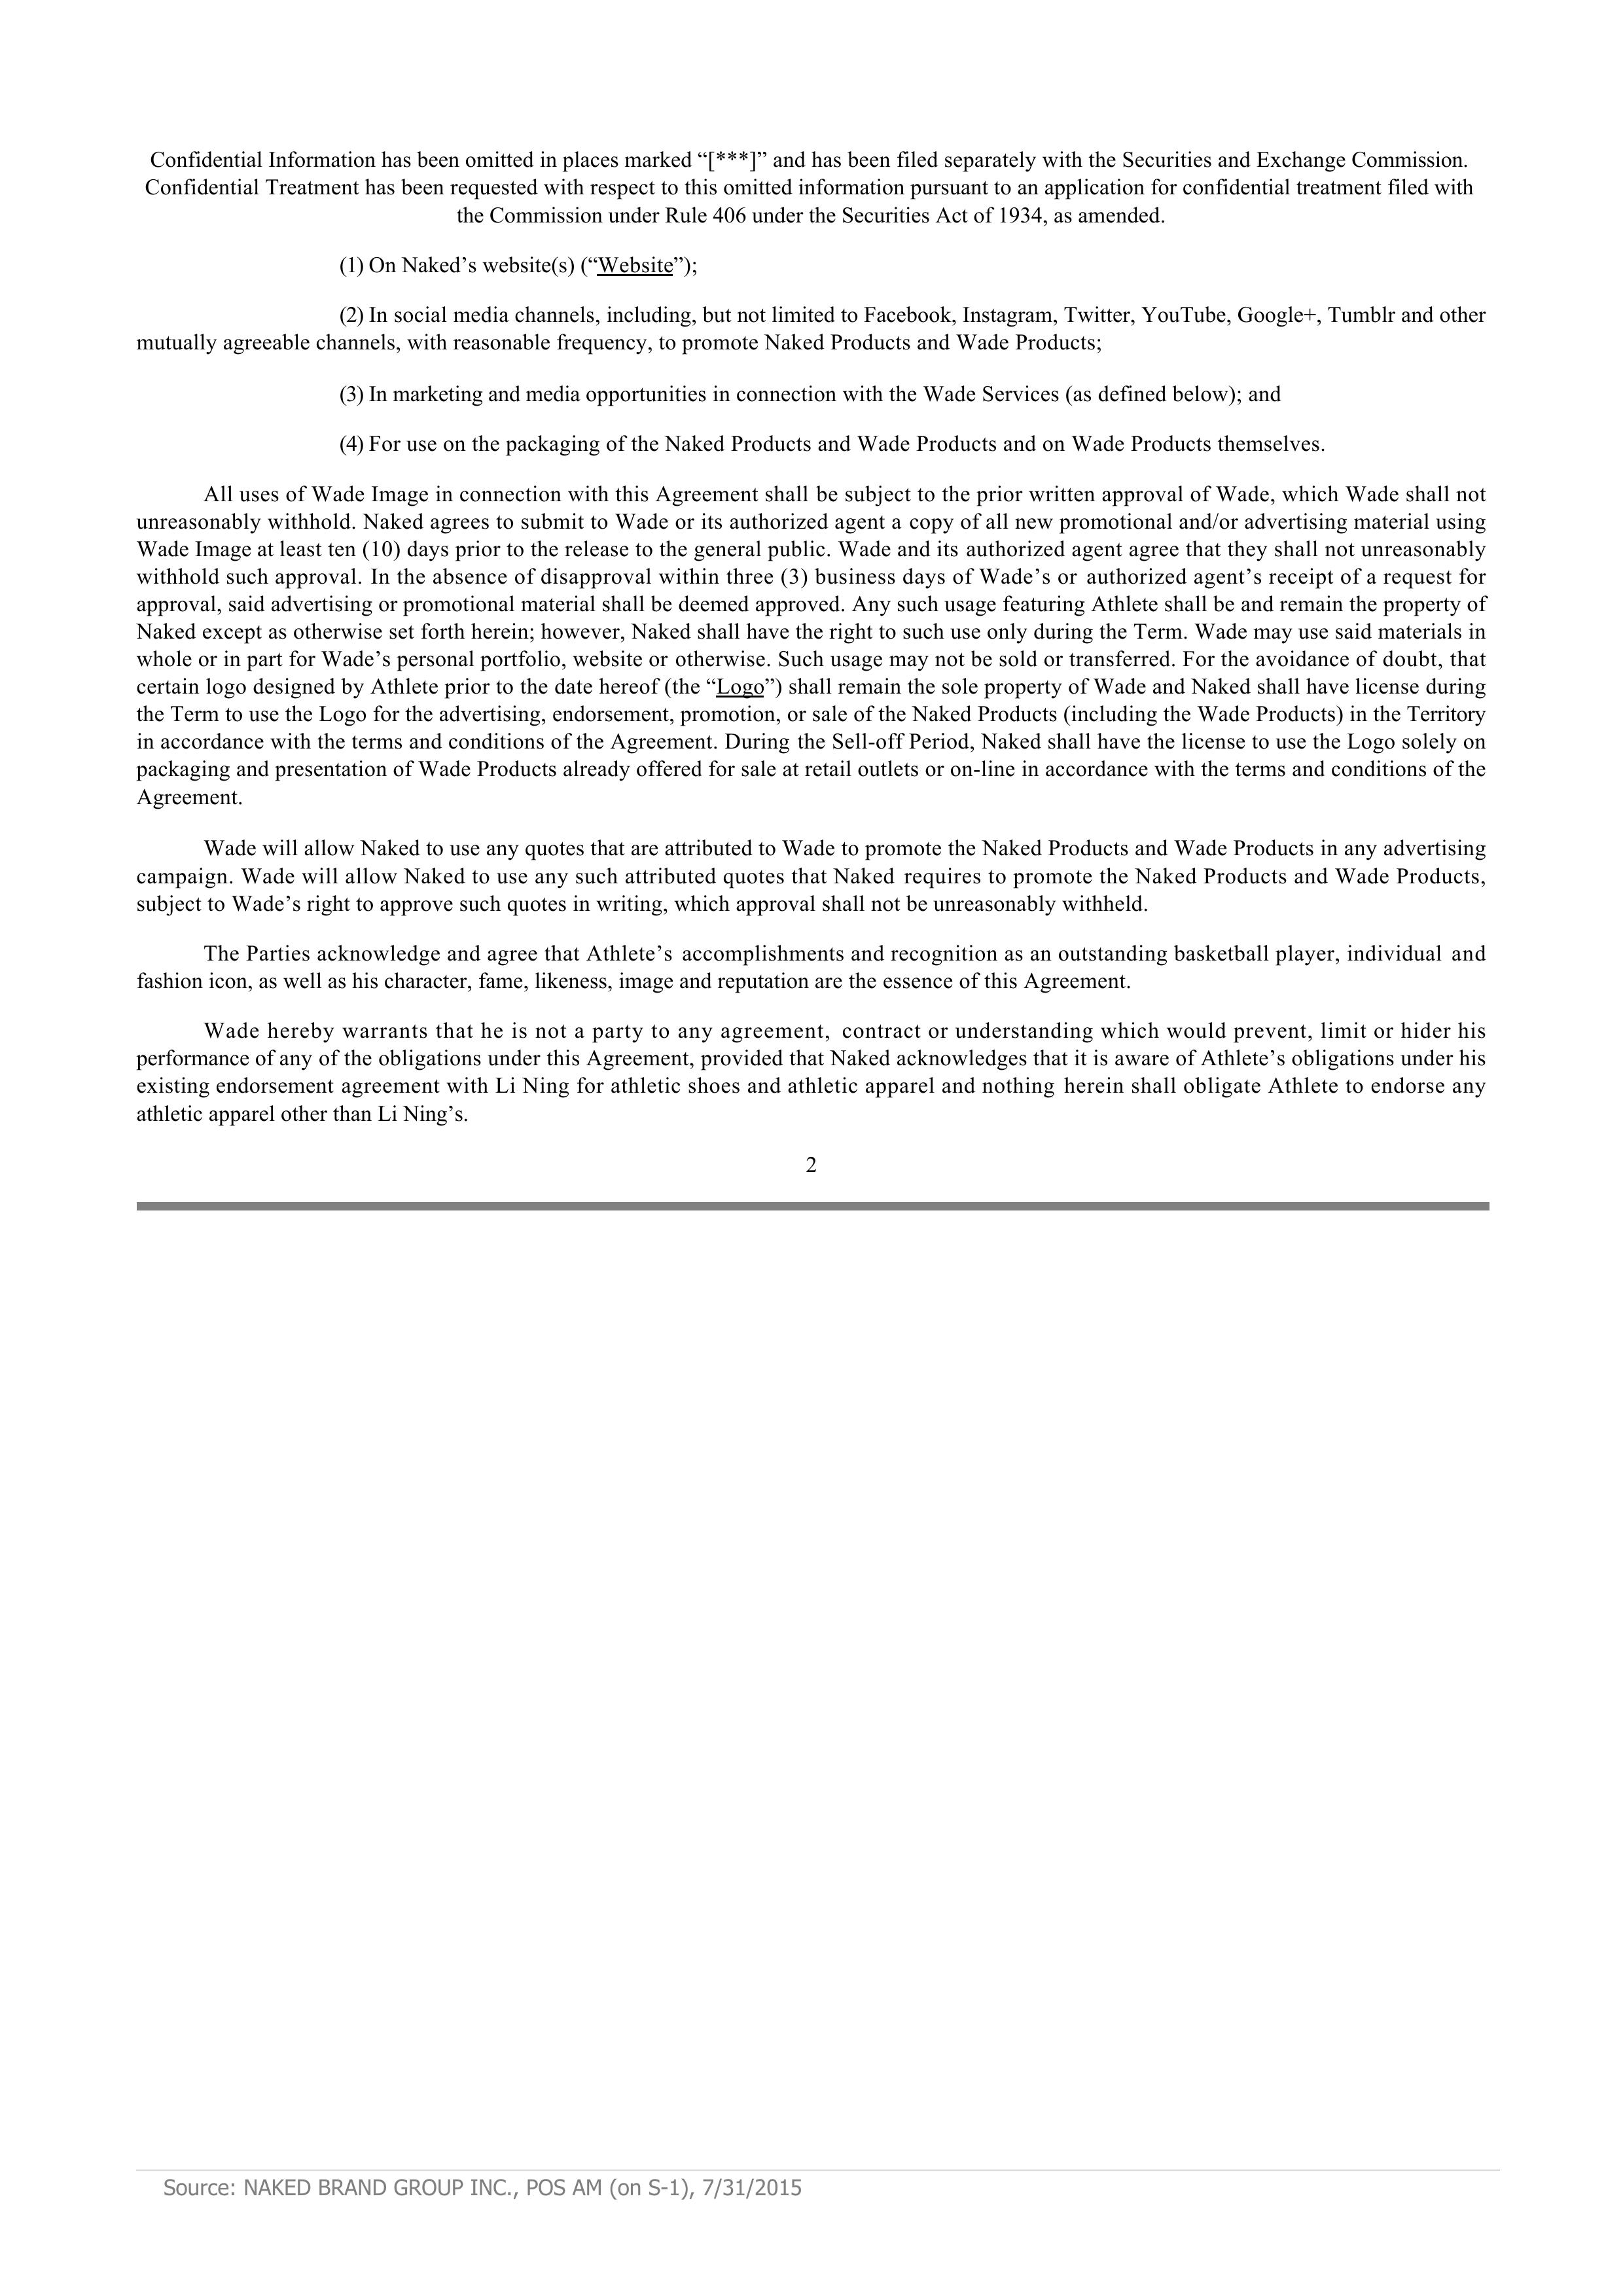 Confidential Information has been omitted in places marked “[***]” and has been filed separately with the Securities and Exchange Commission.
Confidential Treatment has been requested with respect to this omitted information pursuant to an application for confidential treatment filed with
the Commission under Rule 406 under the Securities Act of 1934, as amended.
(1) On Naked’s website(s) (“Website”);
(2) In social media channels, including, but not limited to Facebook, Instagram, Twitter, YouTube, Google+, Tumblr and other
mutually agreeable channels, with reasonable frequency, to promote Naked Products and Wade Products;
(3) In marketing and media opportunities in connection with the Wade Services (as defined below); and
(4) For use on the packaging of the Naked Products and Wade Products and on Wade Products themselves.
All uses of Wade Image in connection with this Agreement shall be subject to the prior written approval of Wade, which Wade shall not
unreasonably withhold. Naked agrees to submit to Wade or its authorized agent a copy of all new promotional and/or advertising material using
Wade Image at least ten (10) days prior to the release to the general public. Wade and its authorized agent agree that they shall not unreasonably
withhold such approval. In the absence of disapproval within three (3) business days of Wade’s or authorized agent’s receipt of a request for
approval, said advertising or promotional material shall be deemed approved. Any such usage featuring Athlete shall be and remain the property of
Naked except as otherwise set forth herein; however, Naked shall have the right to such use only during the Term. Wade may use said materials in
whole or in part for Wade’s personal portfolio, website or otherwise. Such usage may not be sold or transferred. For the avoidance of doubt, that
certain logo designed by Athlete prior to the date hereof (the “Logo”) shall remain the sole property of Wade and Naked shall have license during
the Term to use the Logo for the advertising, endorsement, promotion, or sale of the Naked Products (including the Wade Products) in the Territory
in accordance with the terms and conditions of the Agreement. During the Sell-off Period, Naked shall have the license to use the Logo solely on
packaging and presentation of Wade Products already offered for sale at retail outlets or on-line in accordance with the terms and conditions of the
Agreement.
Wade will allow Naked to use any quotes that are attributed to Wade to promote the Naked Products and Wade Products in any advertising
campaign. Wade will allow Naked to use any such attributed quotes that Naked requires to promote the Naked Products and Wade Products,
subject to Wade’s right to approve such quotes in writing, which approval shall not be unreasonably withheld.
The Parties acknowledge and agree that Athlete’s accomplishments and recognition as an outstanding basketball player, individual and
fashion icon, as well as his character, fame, likeness, image and reputation are the essence of this Agreement.
Wade hereby warrants that he is not a party to any agreement, contract or understanding which would prevent, limit or hider his
performance of any of the obligations under this Agreement, provided that Naked acknowledges that it is aware of Athlete’s obligations under his
existing endorsement agreement with Li Ning for athletic shoes and athletic apparel and nothing herein shall obligate Athlete to endorse any
athletic apparel other than Li Ning’s.
2
Source: NAKED BRAND GROUP INC., POS AM (on S-1), 7/31/2015